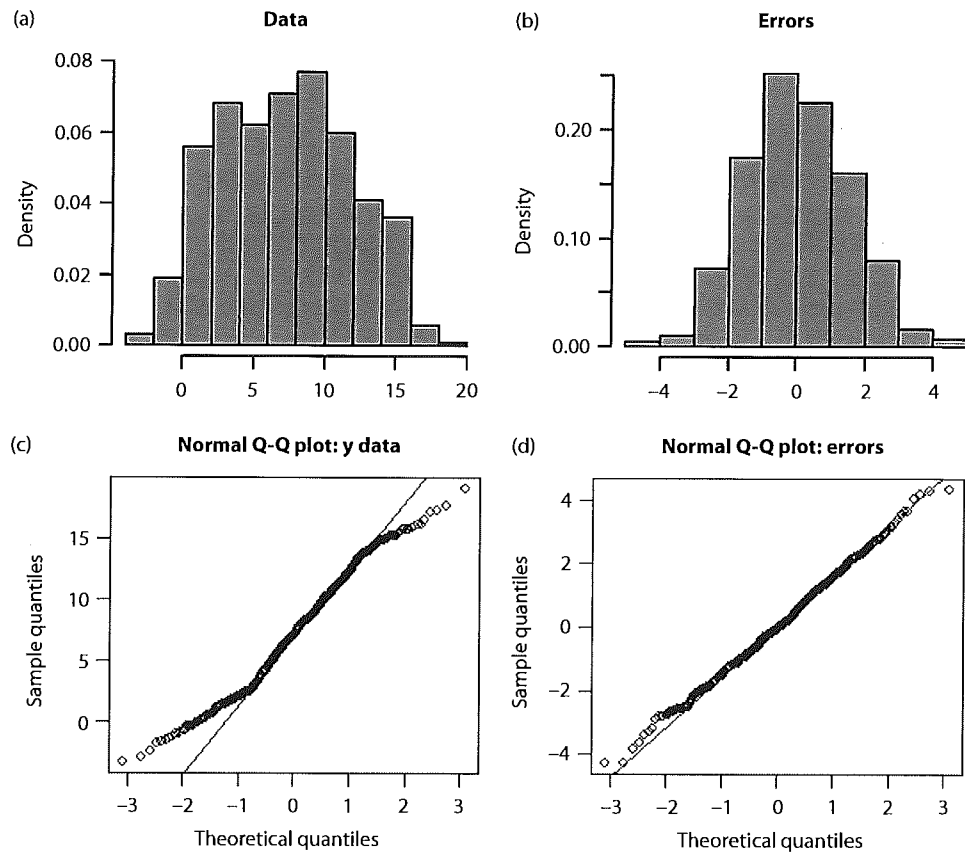 (a)
Data
0.08
0.06
0.04
0.02
0.00
Density
0 5 10 15 20
(b)
Errors
0.20
0.10
0.00
Density
−4 −2 0 2 4
(c)
Normal Q-Q plot: y data
15
10
5
0
Sample quantiles
−3 −2 −1 0 1 2 3
Theoretical quantiles
(d)
Normal Q-Q plot: errors
4
2
0
−2
−4
Sample quantiles
−3 −2 −1 0 1 2 3
Theoretical quantiles